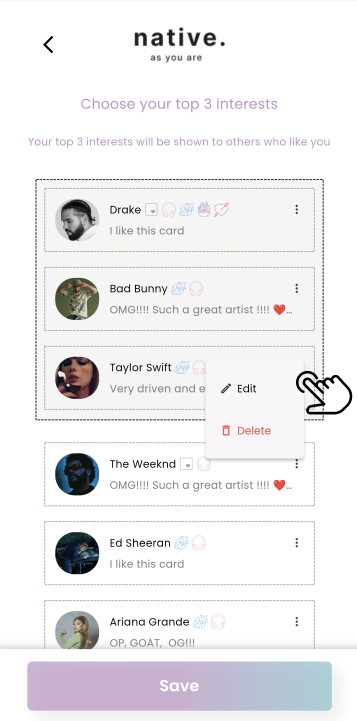 native.
as you are
Choose your top 3 interests
Your top 3 interests will be shown to others who like you
Drake
I like this card
Bad Bunny
OMG!!!! Such a great artist !!!! ❤️...
Taylor Swift
Very driven and e
Edit
Delete
The Weeknd
OMG!!!! Such a great artist !!!! ❤️...
Ed Sheeran
I like this card
Ariana Grande
OP, GOAT, OG!!!
Save